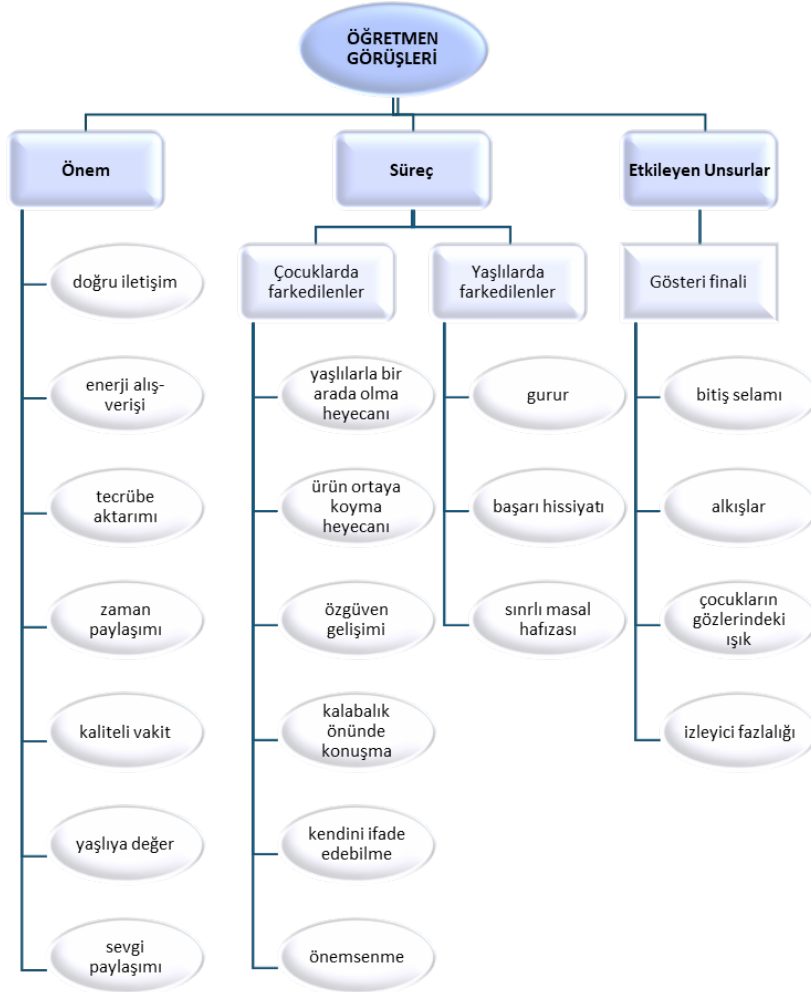 ÖĞRETMEN
GÖRÜŞLERİ
Önem
Süreç
Etkileyen Unsurlar
doğru iletişim
enerji alış-
verişi
tecrübe
aktarımı
zaman
paylaşımı
kaliteli vakit
yaşlıya değer
sevgi
paylaşımı
Çocuklarda
farkedilenler
yaşlılarla bir
arada olma
heyecanı
ürün ortaya
koyma
heyecanı
özgüven
gelişimi
kalabalık
önünde
konuşma
kendini ifade
edebilme
önemsenme
Yaşlılarda
farkedilenler
gurur
başarı hissiyatı
sınrlı masal
hafızası
Gösteri finali
bitiş selamı
alkışlar
çocukların
gözlerindeki
ışık
izleyici fazlalığı